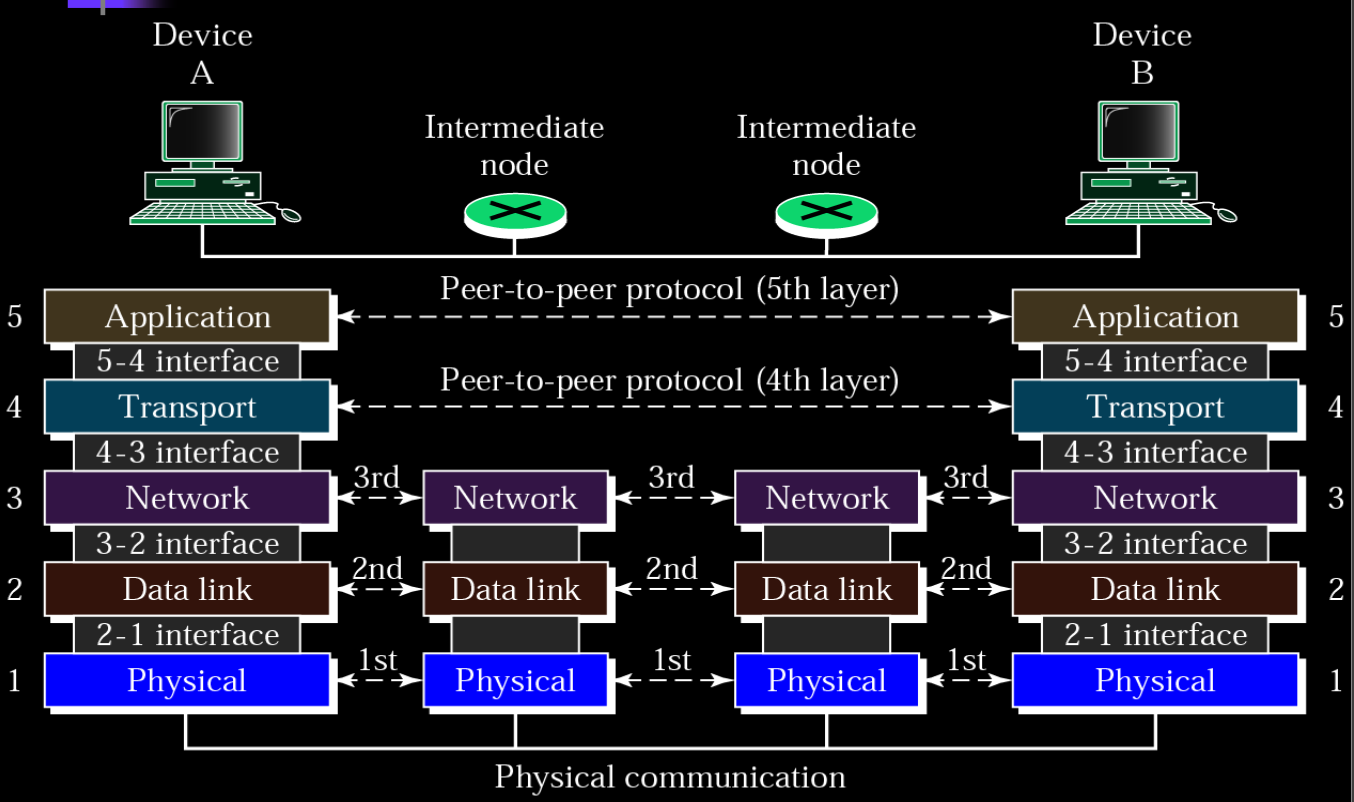 Device
A
Device
B
Intermediate
node
Intermediate
node
Peer-to-peer protocol (5th layer)
5
Application
Application
5
5-4 interface
5-4 interface
Peer-to-peer protocol (4th layer)
4
Transport
Transport
4
4-3 interface
4-3 interface
3
Network
3rd
Network
3rd
Network
3rd
Network
3
3-2 interface
3-2 interface
2
Data link
2nd
Data link
2nd
Data link
2nd
Data link
2
2-1 interface
2-1 interface
1
Physical
1st
Physical
1st
Physical
1st
Physical
1
Physical communication